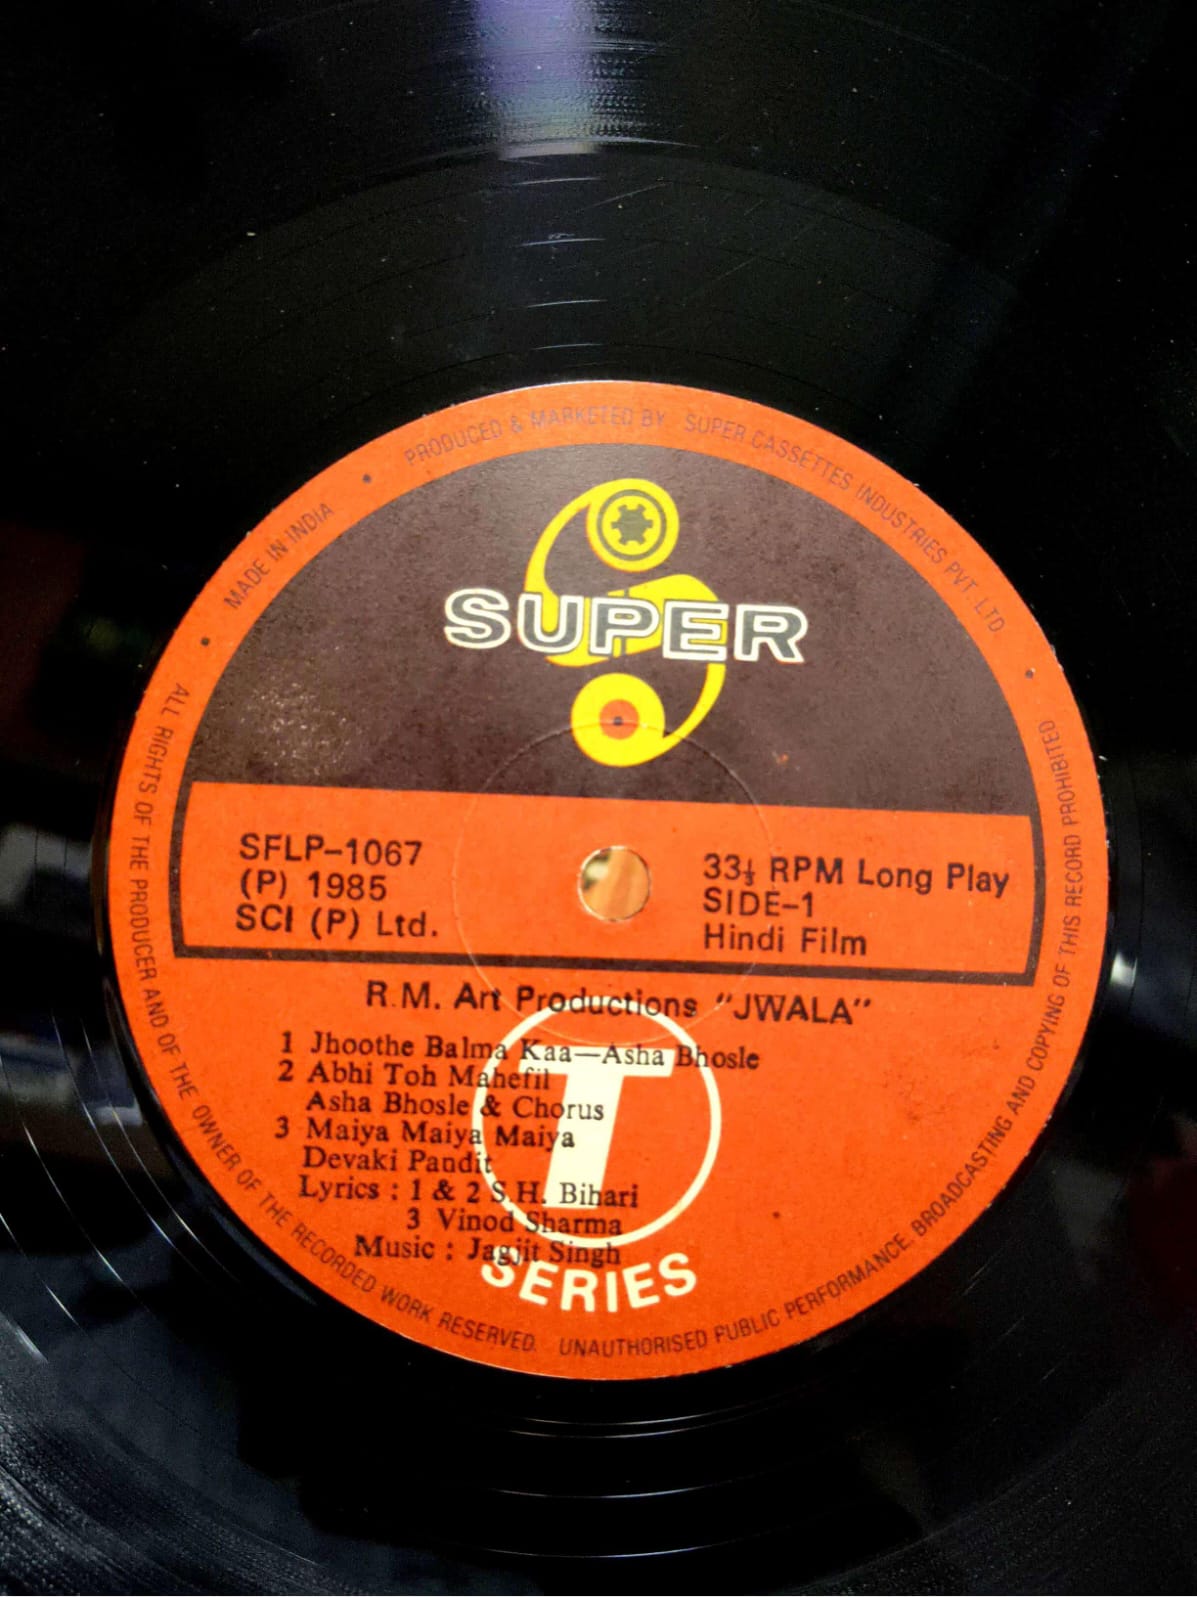 PRODUCED & MARKETED BY SUPER CASSETTES INDUSTRIES PVT. LTD.
MADE IN INDIA
SUPER
SFLP-1067
(P) 1985
SCI (P) Ltd.
33⅓ RPM Long Play
SIDE-1
Hindi Film
R.M. Art Productions "JWALA"
1 Jhoothe Balma Kaa—Asha Bhosle
2 Abhi Toh Mahefil
Asha Bhosle & Chorus
3 Maiya Maiya Maiya
Devaki Pandit
Lyrics : 1 & 2 S.H. Bihari
3 Vinod Sharma
Music : Jagjit Singh
T
SERIES
ALL RIGHTS OF THE PRODUCER AND OF THE OWNER OF THE RECORDED WORK RESERVED. UNAUTHORISED PUBLIC PERFORMANCE, BROADCASTING AND COPYING OF THIS RECORD PROHIBITED